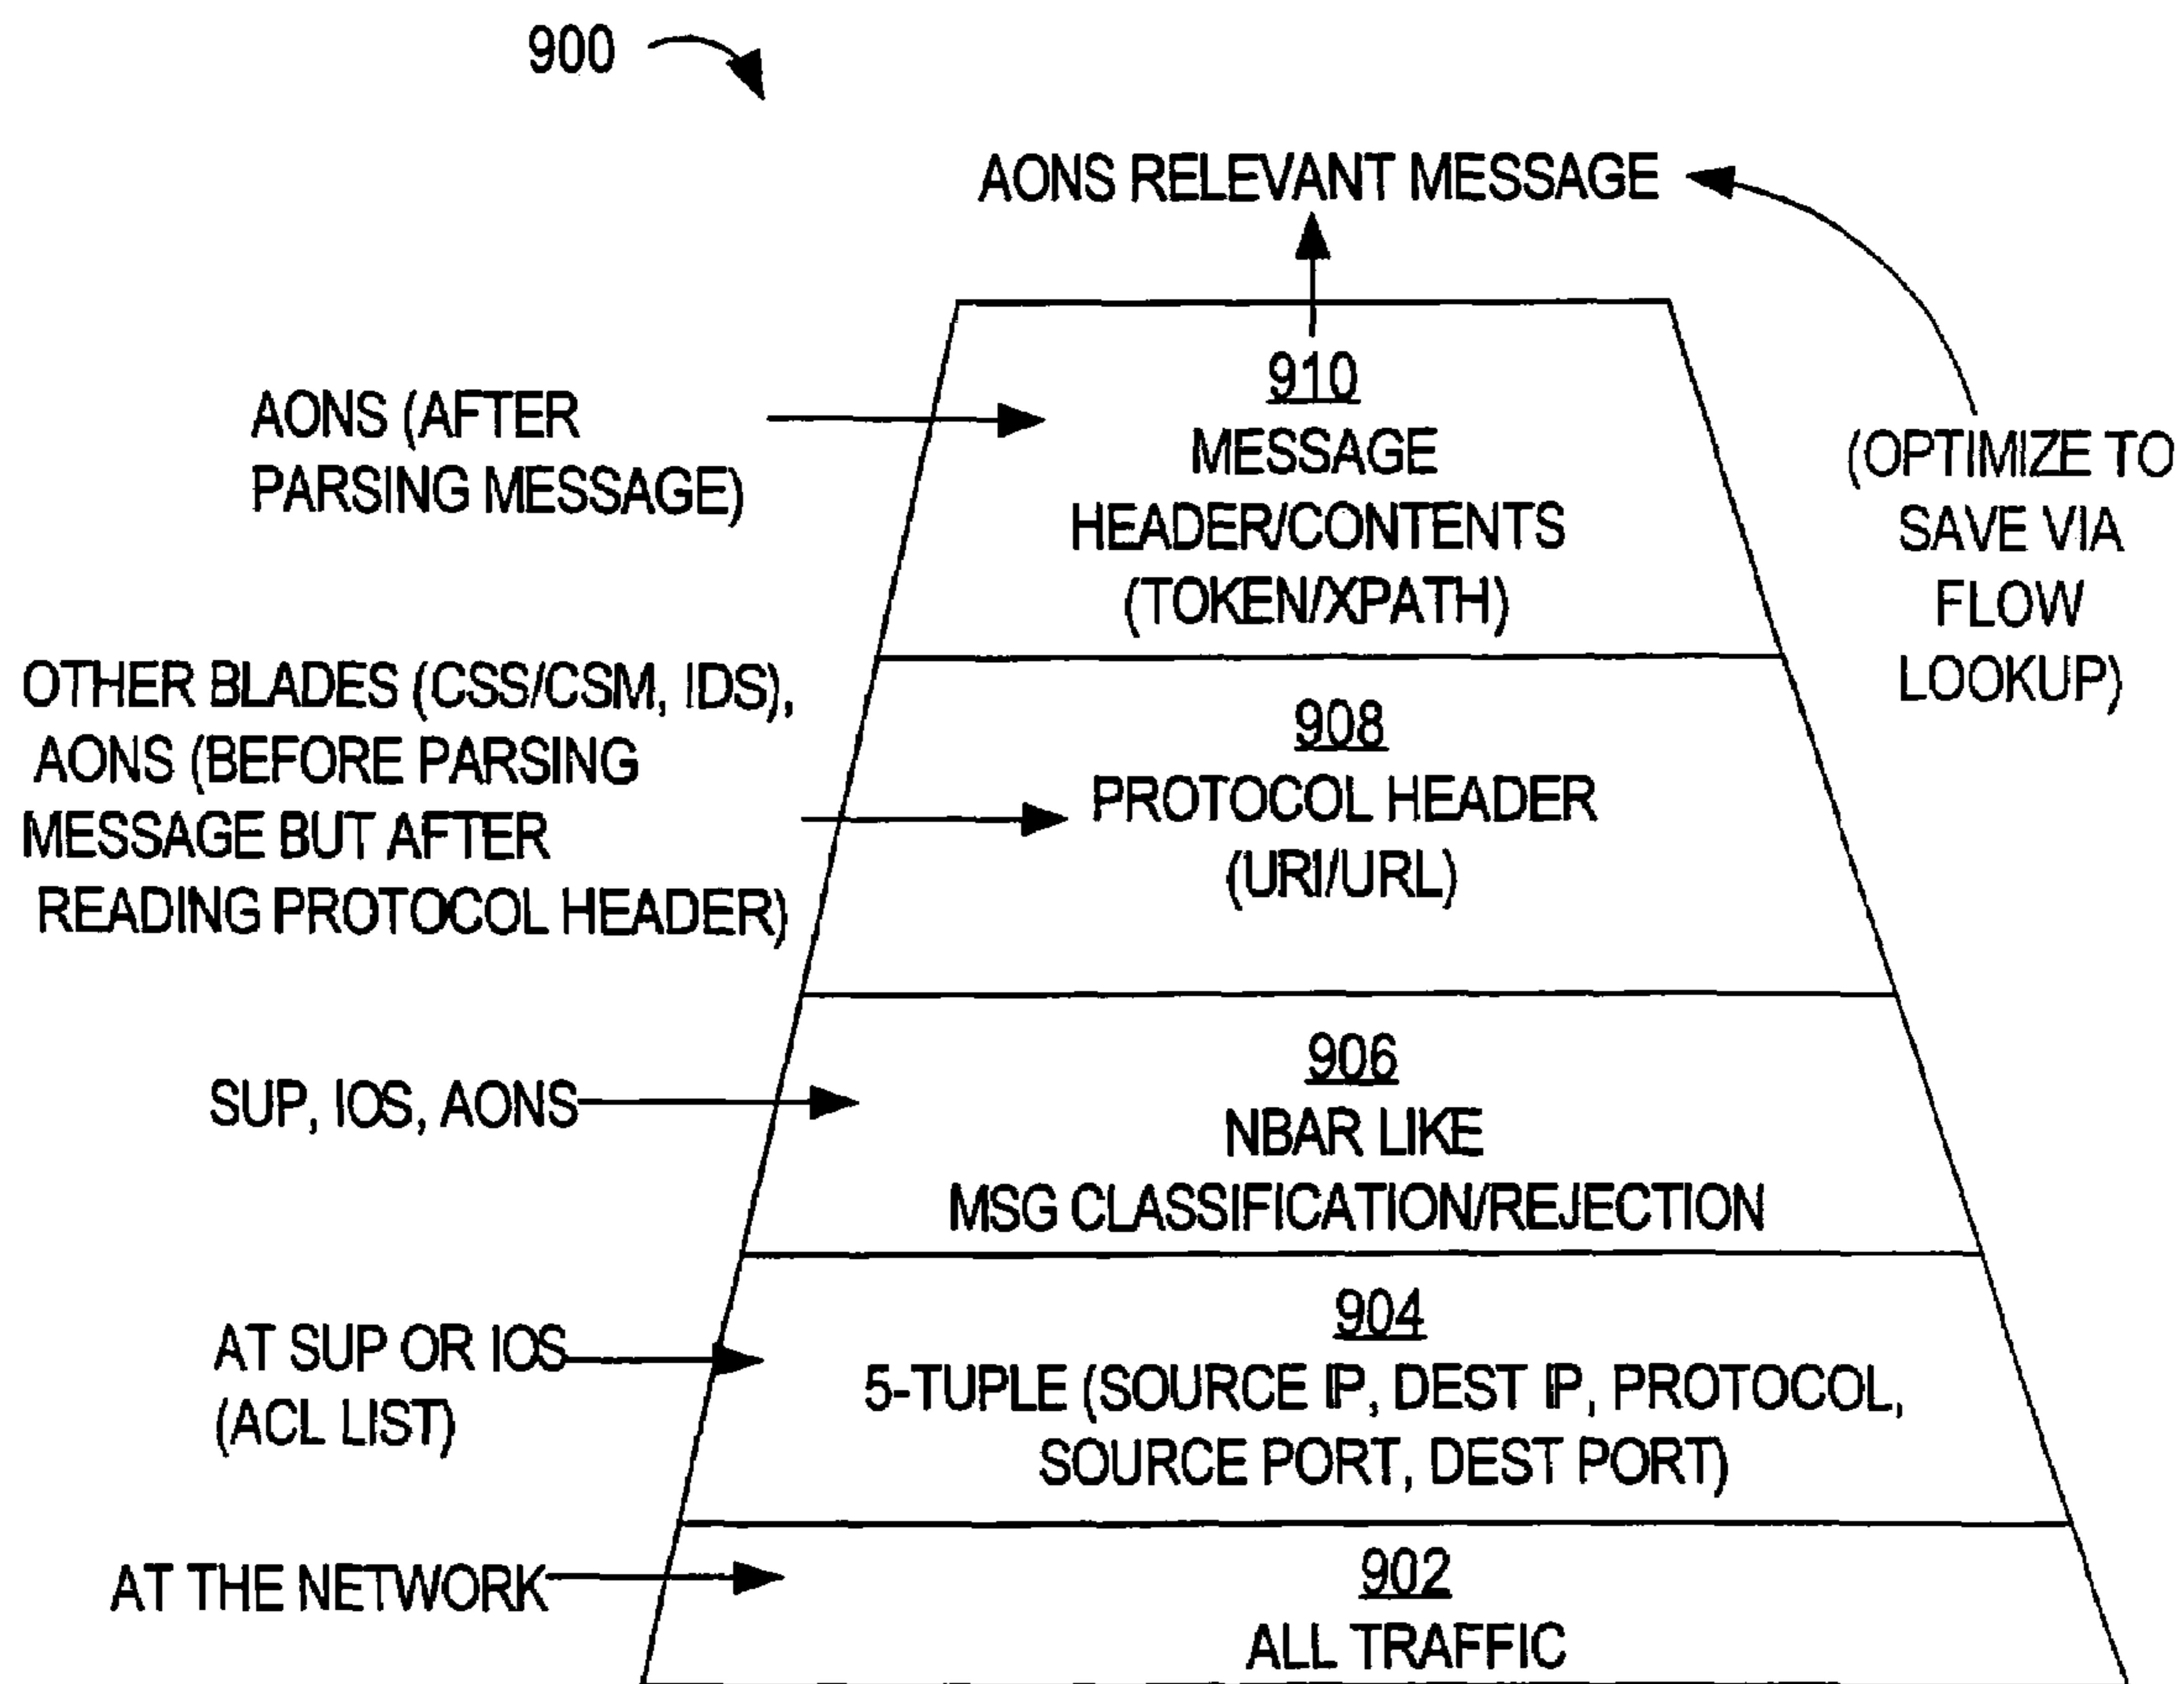 900
AONS RELEVANT MESSAGE
AONS (AFTER
PARSING MESSAGE)
910
MESSAGE
HEADER/CONTENTS
(TOKEN/XPATH)
(OPTIMIZE TO
SAVE VIA
FLOW
LOOKUP)
OTHER BLADES (CSS/CSM, IDS),
AONS (BEFORE PARSING
MESSAGE BUT AFTER
READING PROTOCOL HEADER)
908
PROTOCOL HEADER
(URI/URL)
SUP, IOS, AONS
906
NBAR LIKE
MSG CLASSIFICATION/REJECTION
AT SUP OR IOS
(ACL LIST)
904
5-TUPLE (SOURCE IP, DEST IP, PROTOCOL,
SOURCE PORT, DEST PORT)
AT THE NETWORK
902
ALL TRAFFIC